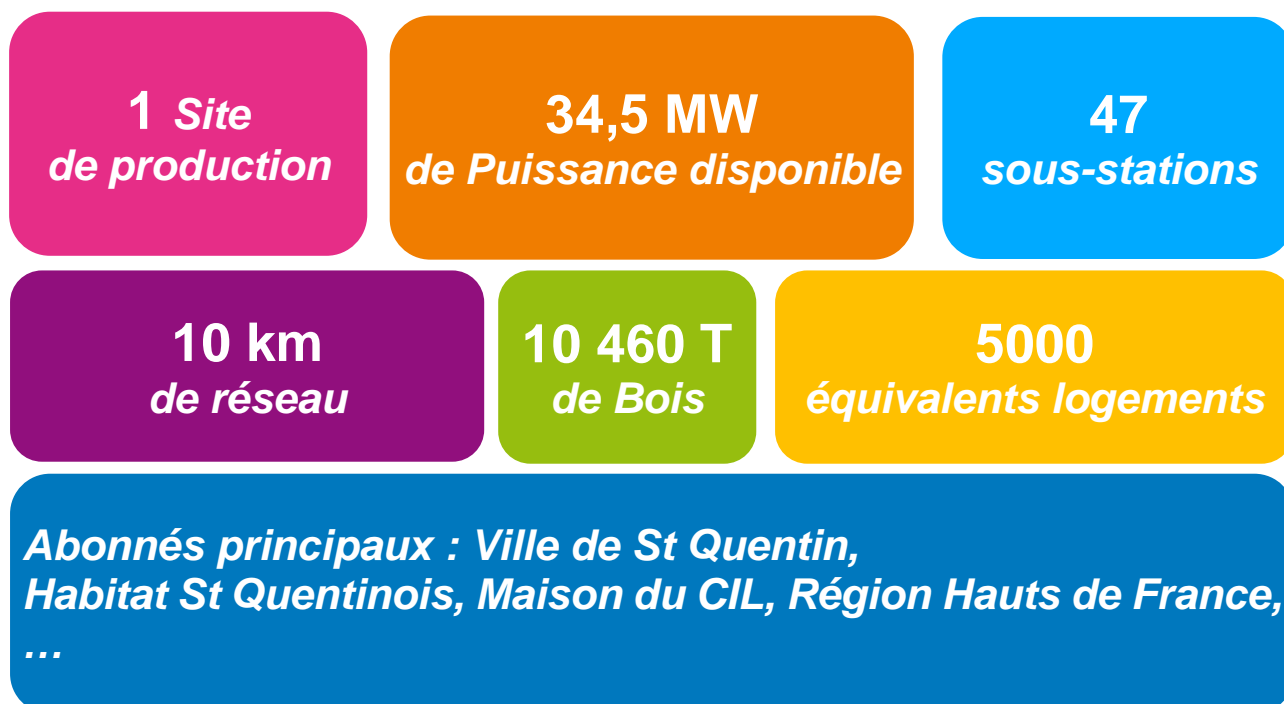 1 Site
de production
34,5 MW
de Puissance disponible
47
sous-stations
10 km
de réseau
10 460 T
de Bois
5000
équivalents logements
Abonnés principaux : Ville de St Quentin,
Habitat St Quentinois, Maison du CIL, Région Hauts de France,
…